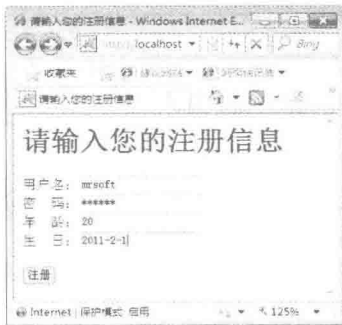 请输入您的注册信息 - Windows Internet E...
localhost
Bing
收藏夹
请输入您的注册信息
请输入您的注册信息
用户名: mrsoft
密 码: ******
年 龄: 20
生 日: 2011-2-1
注册
Internet | 保护模式: 启用
125%